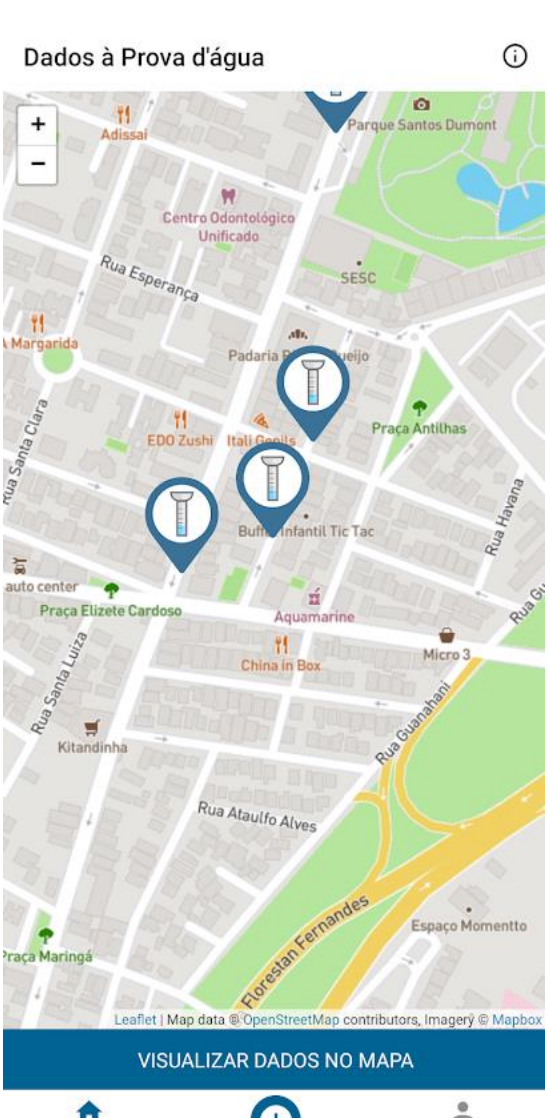 Dados à Prova d'água
+
Adissai
Parque Santos Dumont
−
Centro Odontológico
Unificado
Rua Esperança
SESC
Margarida
Padaria
Queijo
Rua Santa Clara
EDO Zushi
Itali
Praça Antilhas
Rua Havana
Infantil Tic Tac
auto center
Praça Elizete Cardoso
Aquamarine
Micro 3
China in Box
Rua Santa Luiza
Rua Guanahani
Kitandinha
Rua Ataulfo Alves
Florestan Fernandes
Espaço Momentto
Praça Maringá
Leaflet | Map data © OpenStreetMap contributors, Imagery © Mapbox
VISUALIZAR DADOS NO MAPA